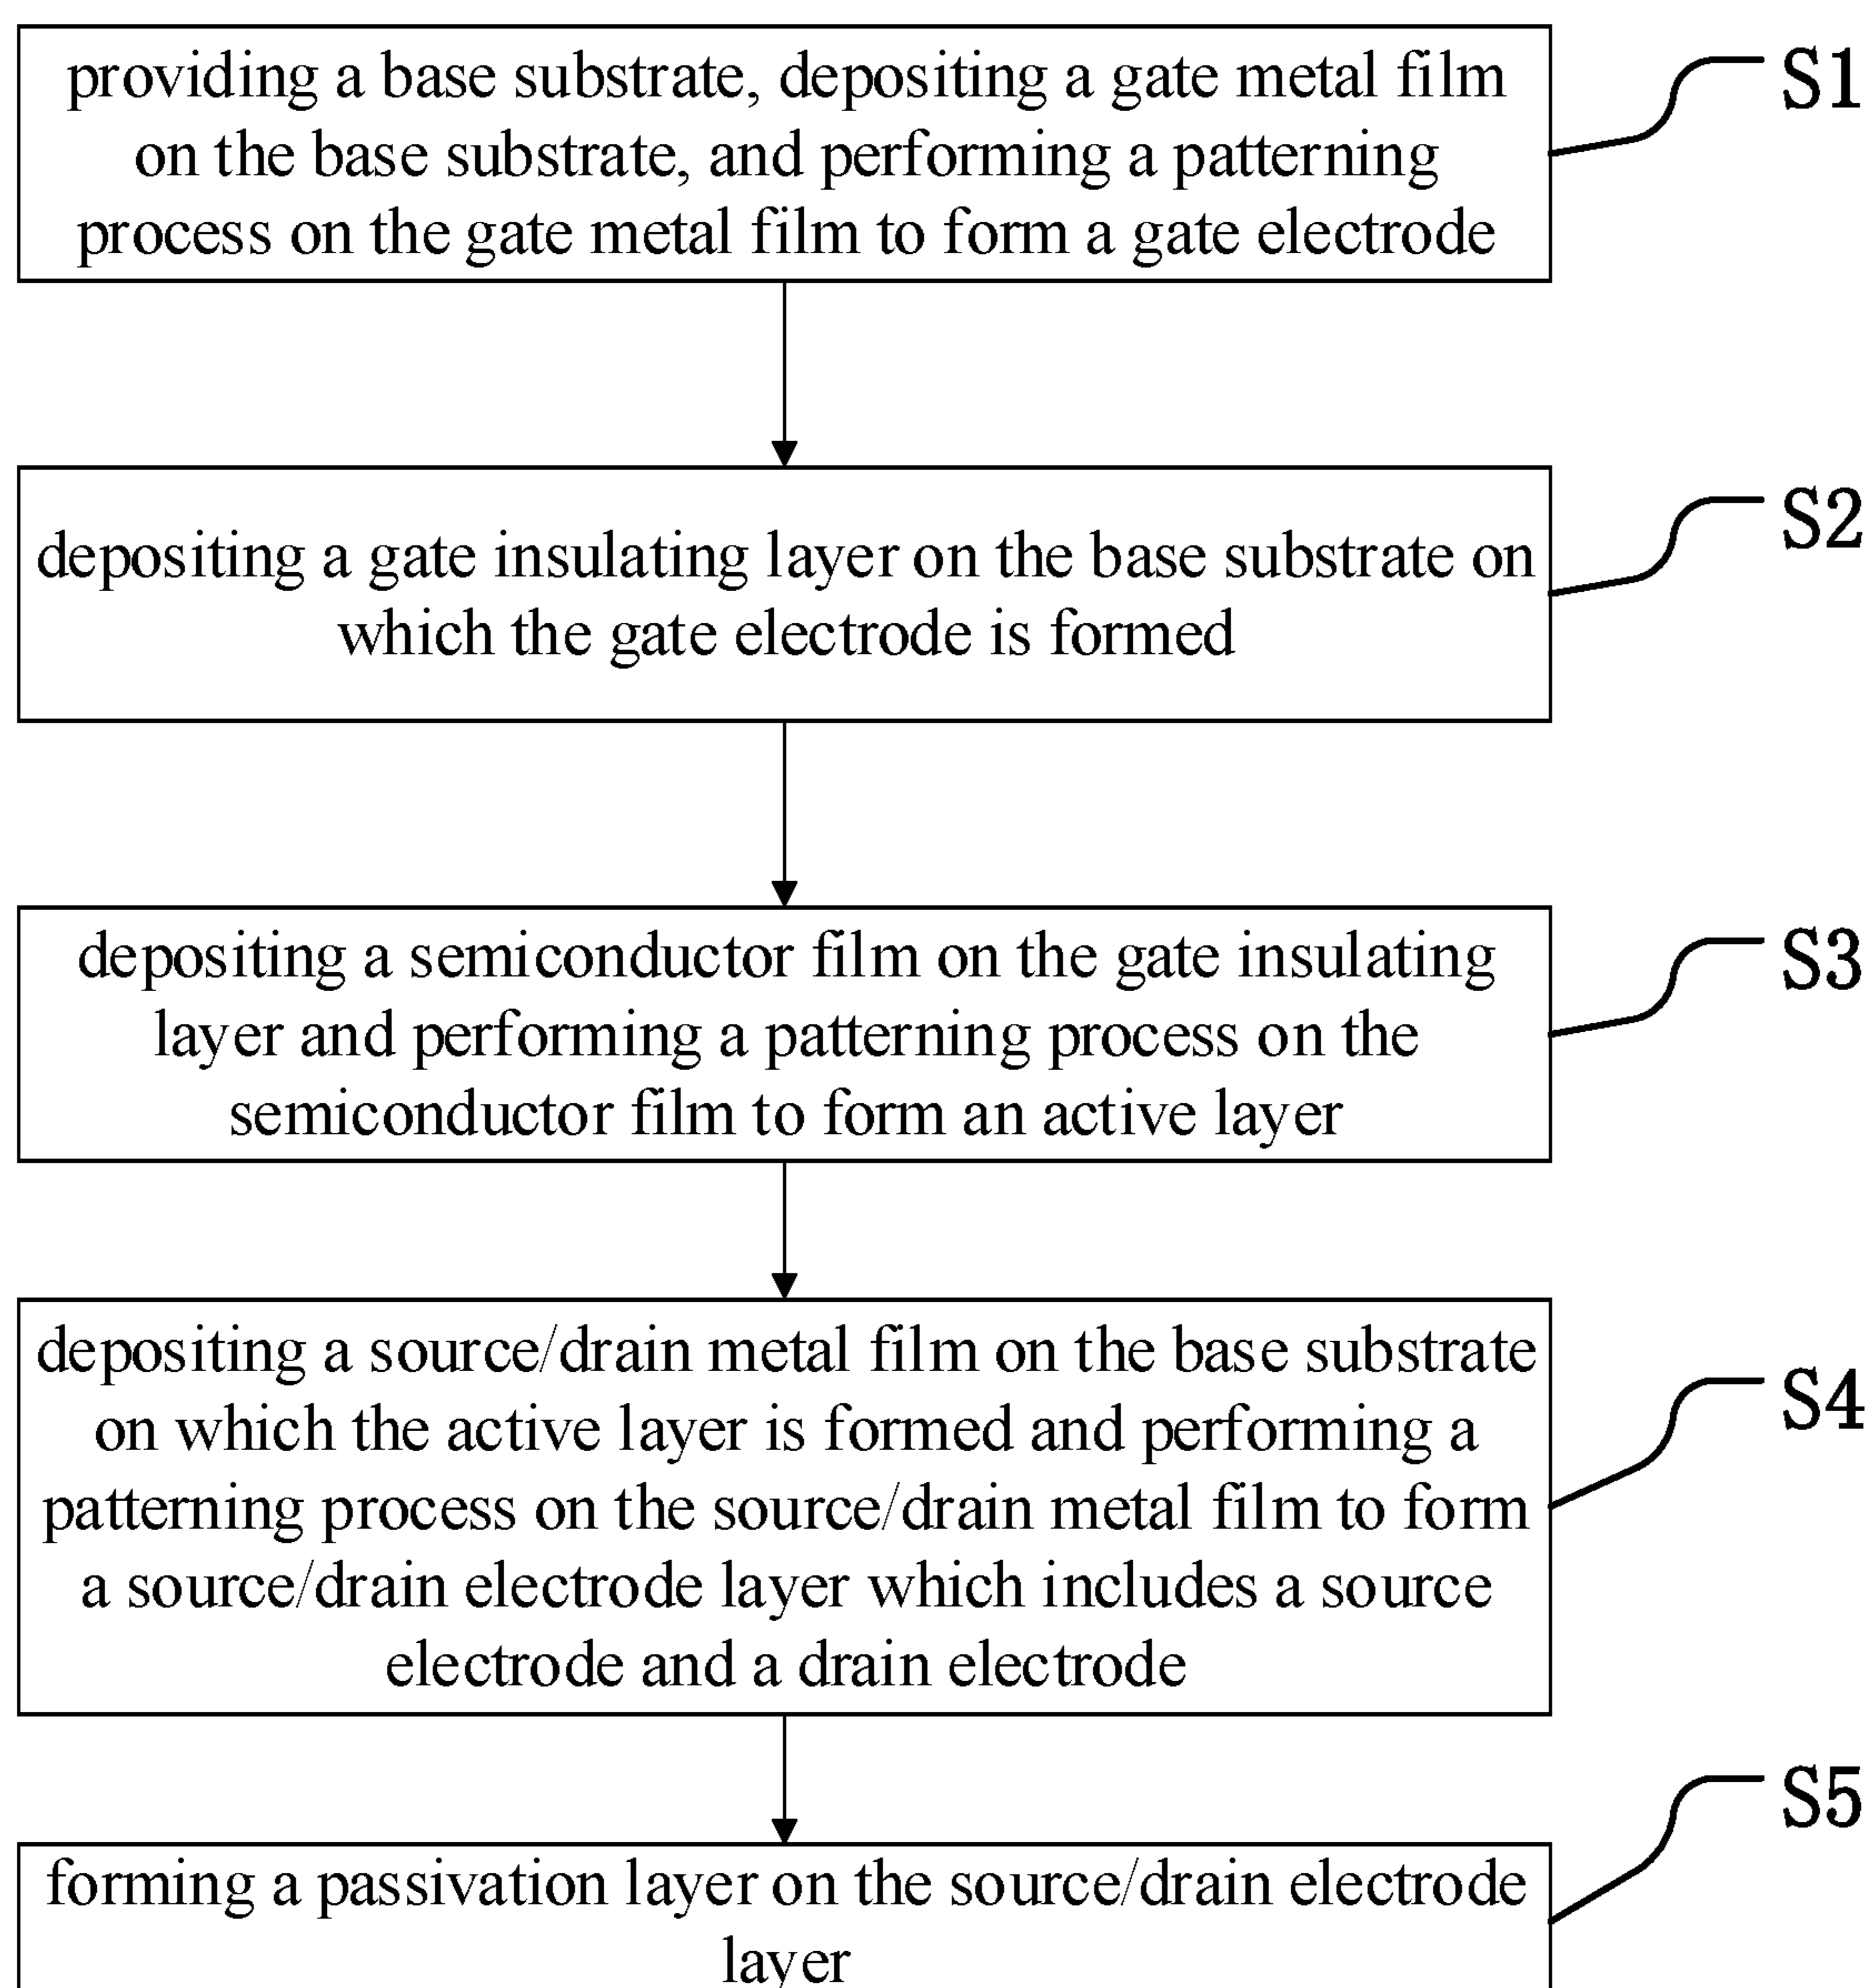 providing a base substrate, depositing a gate metal film
on the base substrate, and performing a patterning
process on the gate metal film to form a gate electrode
S1
depositing a gate insulating layer on the base substrate on
which the gate electrode is formed
S2
depositing a semiconductor film on the gate insulating
layer and performing a patterning process on the
semiconductor film to form an active layer
S3
depositing a source/drain metal film on the base substrate
on which the active layer is formed and performing a
patterning process on the source/drain metal film to form
a source/drain electrode layer which includes a source
electrode and a drain electrode
S4
forming a passivation layer on the source/drain electrode
layer
S5